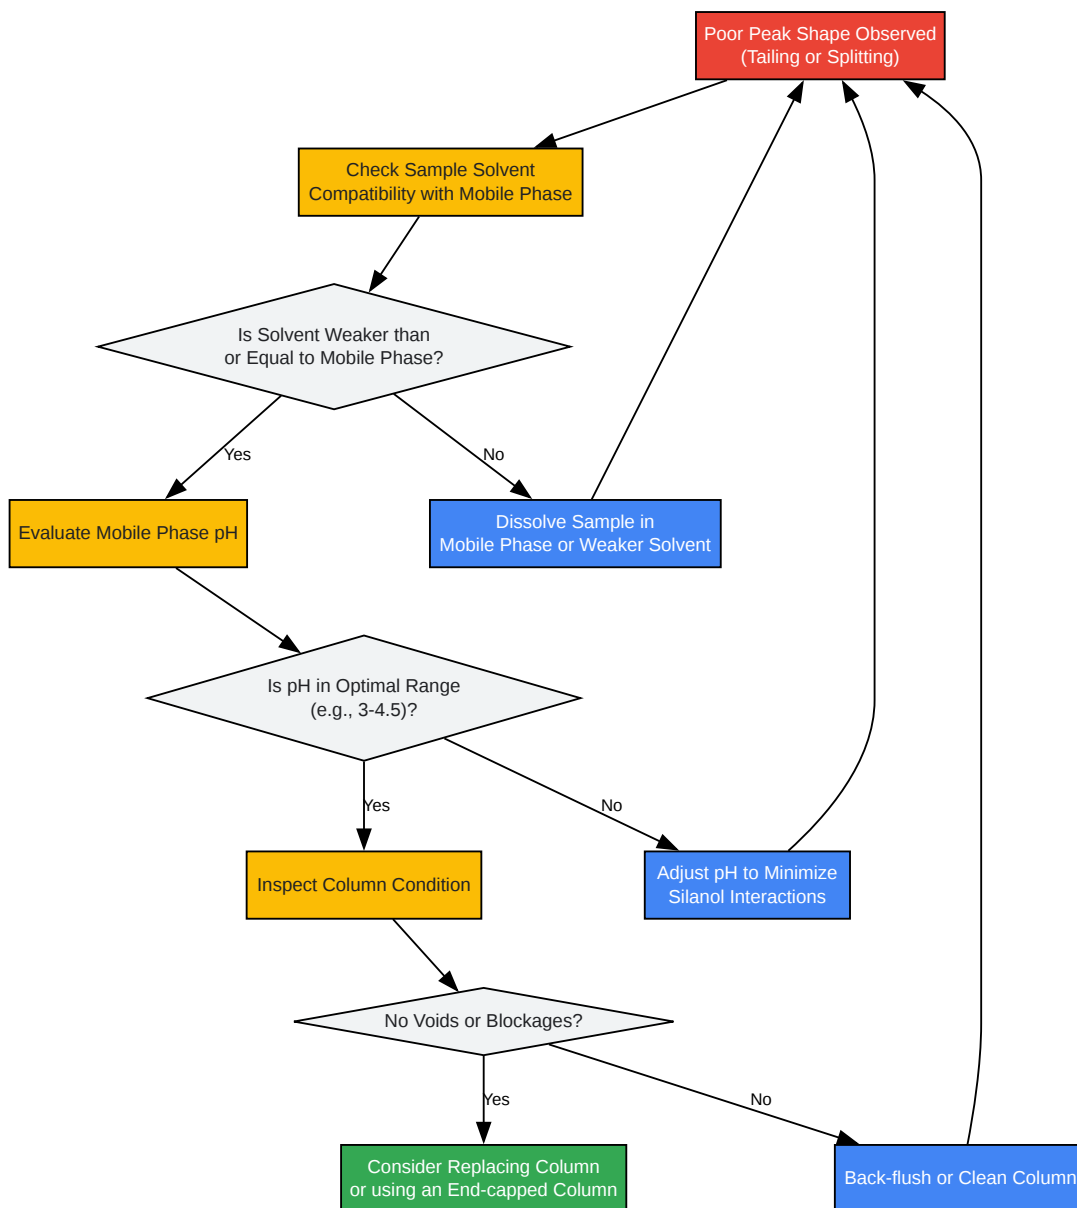 Poor Peak Shape Observed
(Tailing or Splitting)
Check Sample Solvent
Compatibility with Mobile Phase
Is Solvent Weaker than
or Equal to Mobile Phase?
Yes
No
Evaluate Mobile Phase pH
Dissolve Sample in
Mobile Phase or Weaker Solvent
Is pH in Optimal Range
(e.g., 3-4.5)?
Yes
No
Inspect Column Condition
Adjust pH to Minimize
Silanol Interactions
No Voids or Blockages?
Yes
No
Consider Replacing Column
or using an End-capped Column
Back-flush or Clean Column